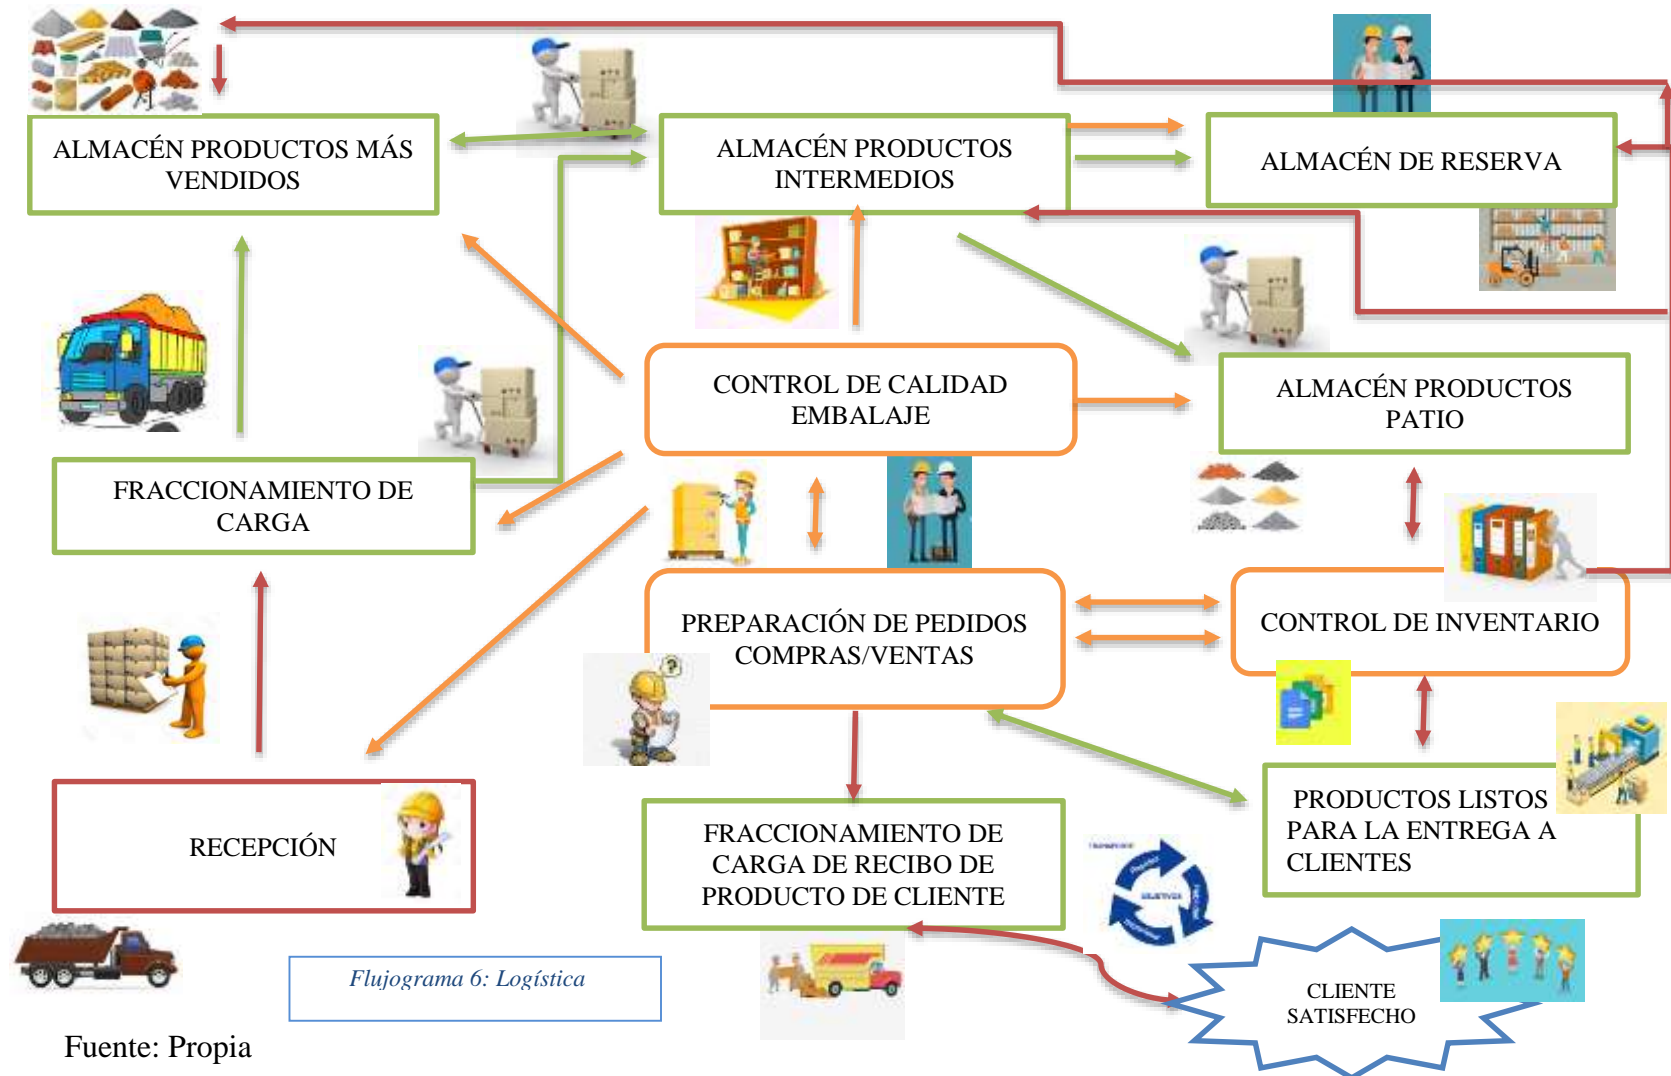 ALMACÉN PRODUCTOS MÁS
VENDIDOS
ALMACÉN PRODUCTOS
INTERMEDIOS
ALMACÉN DE RESERVA
CONTROL DE CALIDAD
EMBALAJE
ALMACÉN PRODUCTOS
PATIO
FRACCIONAMIENTO DE
CARGA
PREPARACIÓN DE PEDIDOS
COMPRAS/VENTAS
CONTROL DE INVENTARIO
RECEPCIÓN
FRACCIONAMIENTO DE
CARGA DE RECIBO DE
PRODUCTO DE CLIENTE
PRODUCTOS LISTOS
PARA LA ENTREGA A
CLIENTES
OBJETIVOS
CLIENTE
SATISFECHO
Flujograma 6: Logística
Fuente: Propia